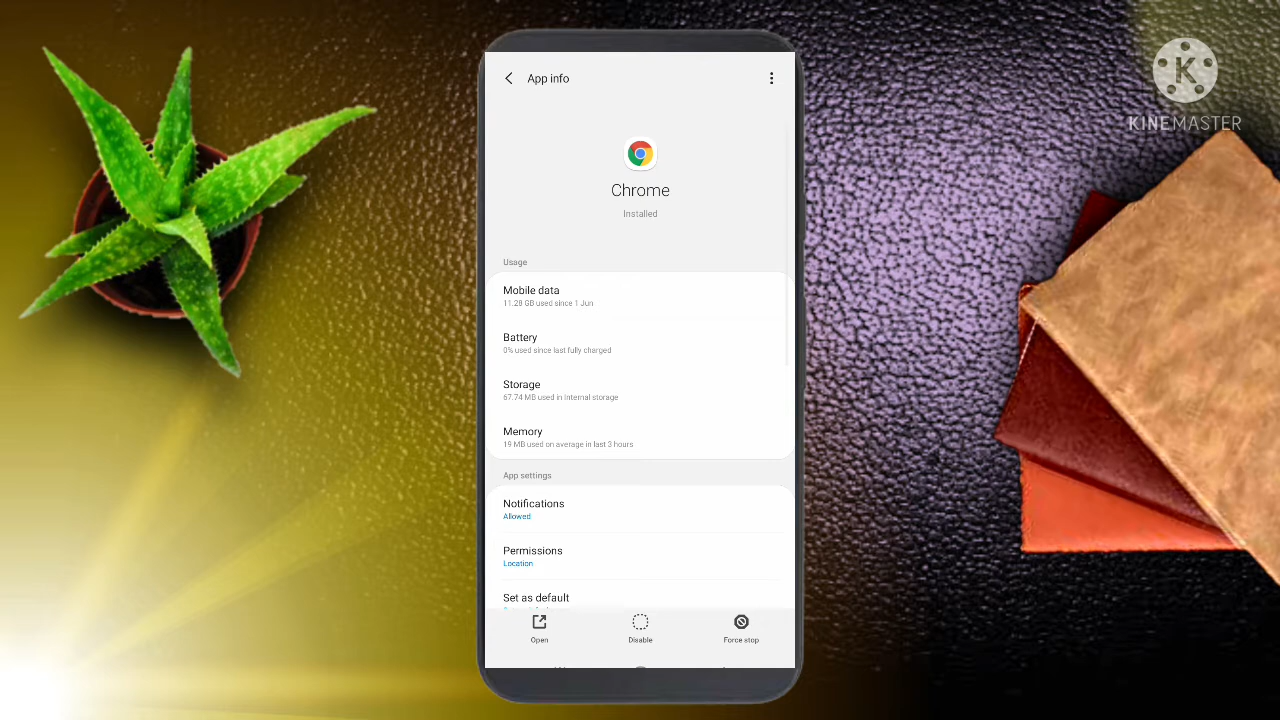 App info
KINEMASTER
Chrome
Installed
Usage
Mobile data
11.28 GB used since 1 Jun
Battery
0% used since last fully charged
Storage
67.74 MB used in Internal storage
Memory
19 MB used on average in last 3 hours
App settings
Notifications
Allowed
Permissions
Location
Set as default
Open
Disable
Force stop